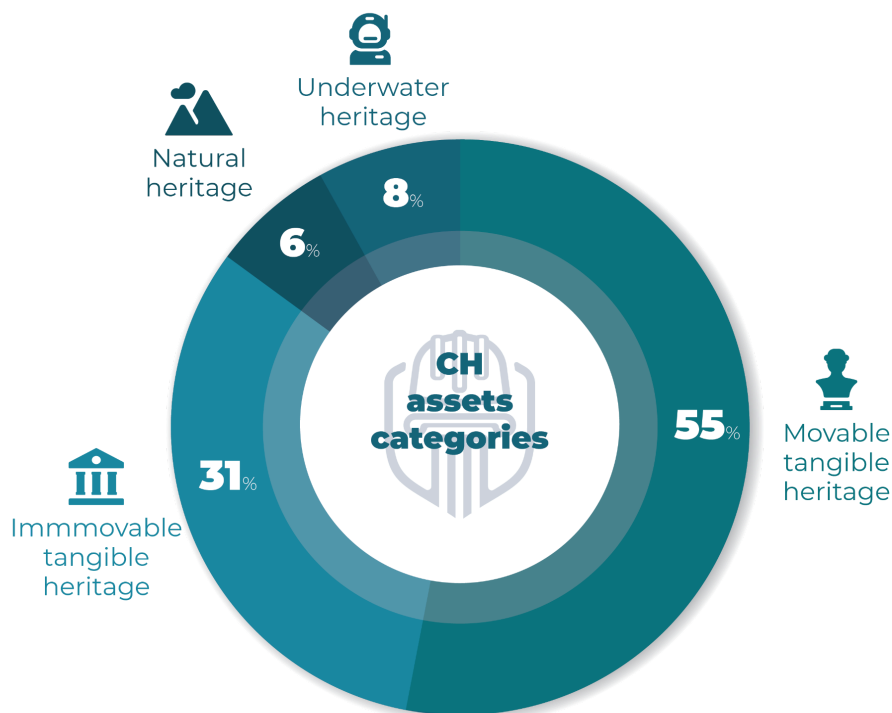 Underwater
heritage
Natural
heritage
8%
6%
CH
assets
categories
55%
Movable
tangible
heritage
31%
Immmovable
tangible
heritage